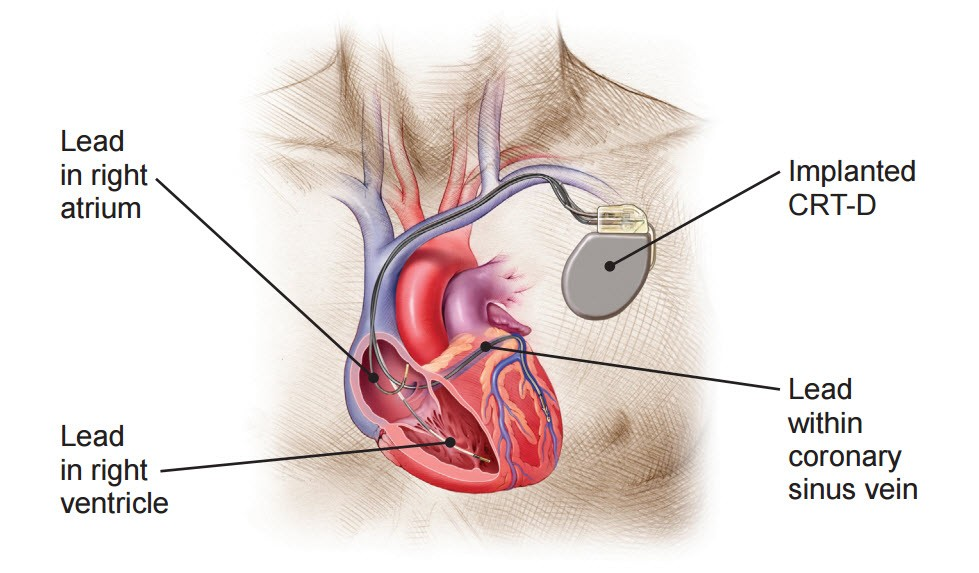 Lead
in right
atrium
Implanted
CRT-D
Lead
in right
ventricle
Lead
within
coronary
sinus vein